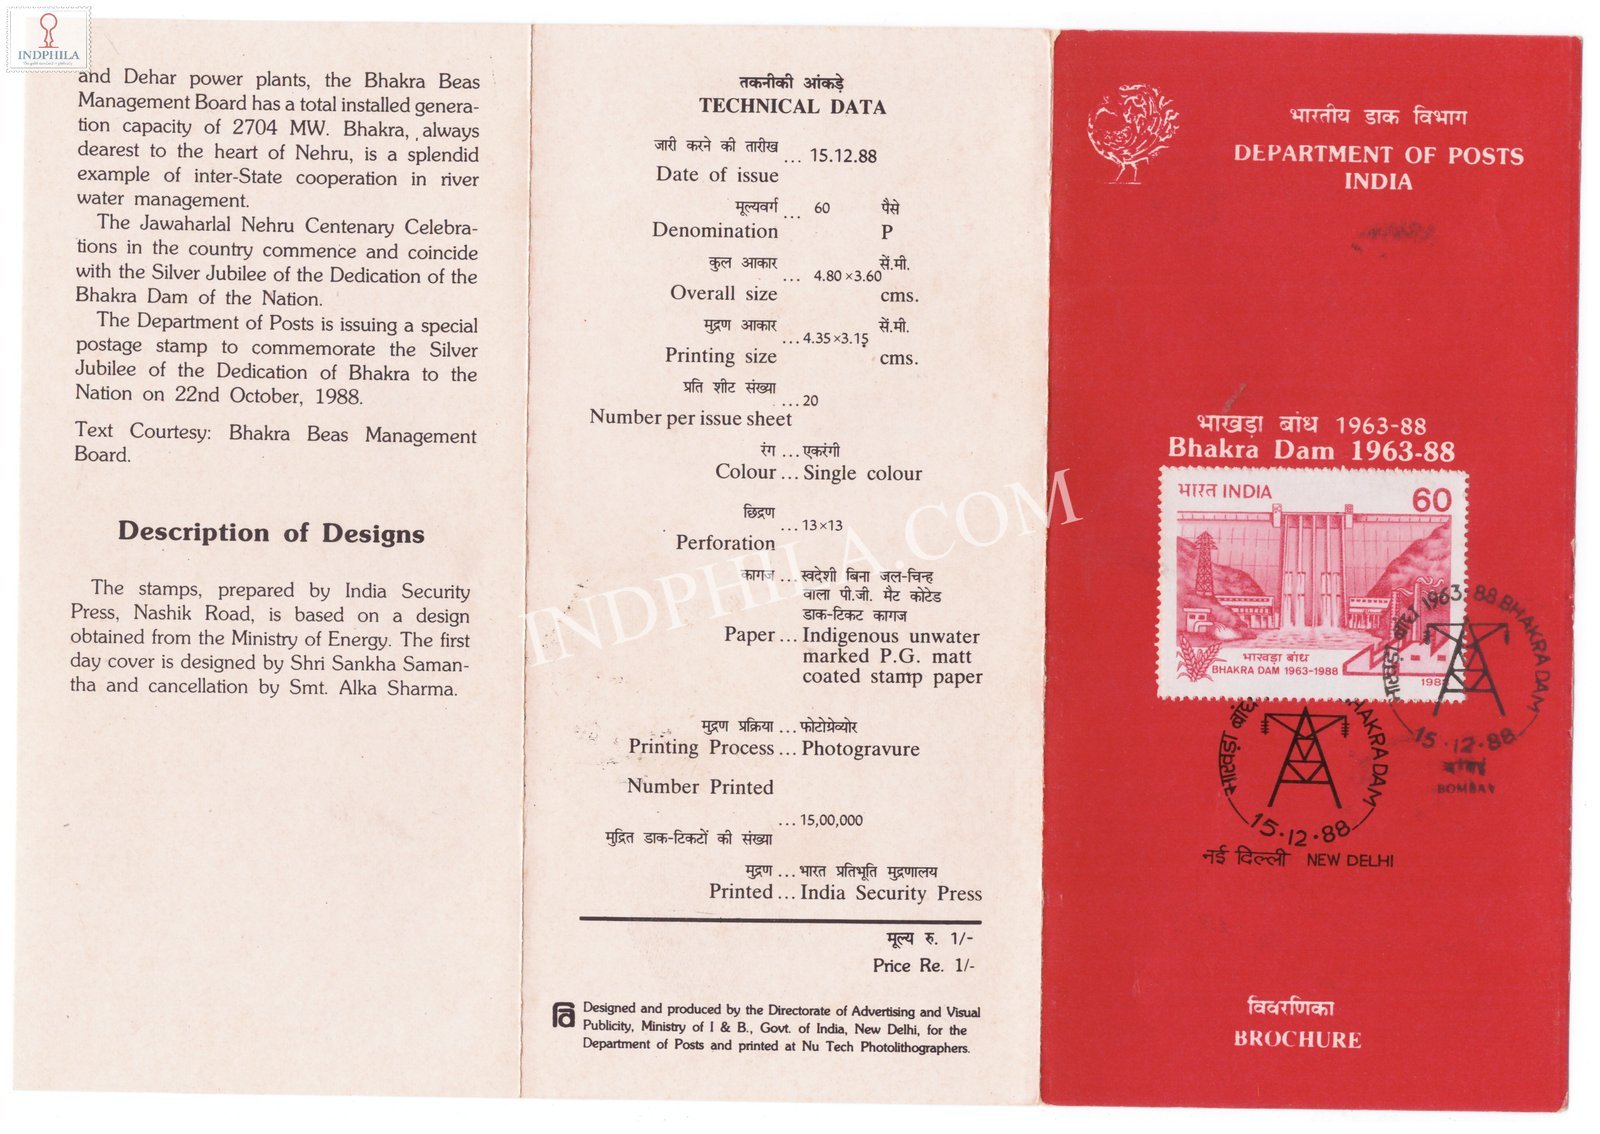 INDPHILA
and Dehar power plants, the Bhakra Beas
Management Board has a total installed genera-
tion capacity of 2704 MW. Bhakra, always
dearest to the heart of Nehru, is a splendid
example of inter-State cooperation in river
water management.
The Jawaharlal Nehru Centenary Celebra-
tions in the country commence and coincide
with the Silver Jubilee of the Dedication of the
Bhakra Dam of the Nation.
The Department of Posts is issuing a special
postage stamp to commemorate the Silver
Jubilee of the Dedication of Bhakra to the
Nation on 22nd October, 1988.
Text Courtesy: Bhakra Beas Management
Board.
Description of Designs
The stamps, prepared by India Security
Press, Nashik Road, is based on a design
obtained from the Ministry of Energy. The first
day cover is designed by Shri Sankha Saman-
tha and cancellation by Smt. Alka Sharma.
तकनीकी आंकड़े
TECHNICAL DATA
जारी करने की तारीख
... 15.12.88
Date of issue
मूल्यवर्ग ... 60 पैसे
Denomination P
कुल आकार सें.मी.
... 4.80×3.60
Overall size cms.
मुद्रण आकार सें.मी.
... 4.35×3.15
Printing size cms.
प्रति शीट संख्या
... 20
Number per issue sheet
रंग ... एकरंगी
Colour ... Single colour
छिद्रण
... 13×13
Perforation
कागज ... स्वदेशी बिना जल-चिन्ह
वाला पी.जी. मैट कोटेड
डाक-टिकट कागज
Paper ... Indigenous unwater
marked P.G. matt
coated stamp paper
मुद्रण प्रक्रिया ... फोटोग्रेव्योर
Printing Process ... Photogravure
Number Printed
... 15,00,000
मुद्रित डाक-टिकटों की संख्या
मुद्रण ... भारत प्रतिभूति मुद्रणालय
Printed ... India Security Press
मूल्य रु. 1/-
Price Re. 1/-
Designed and produced by the Directorate of Advertising and Visual
Publicity, Ministry of I & B., Govt. of India, New Delhi, for the
Department of Posts and printed at Nu Tech Photolithographers.
भारतीय डाक विभाग
DEPARTMENT OF POSTS
INDIA
भाखड़ा बांध 1963-88
Bhakra Dam 1963-88
भारत INDIA 60
भाखड़ा बांध
BHAKRA DAM 1963-1988
198
भाखड़ा बांध 1963-88 BHAKRA DAM
15.12.88
BOMBAY
भाखड़ा बांध HAKRA DAM
15.12.88
नई दिल्ली NEW DELHI
विवरणिका
BROCHURE
INDPHILA.COM